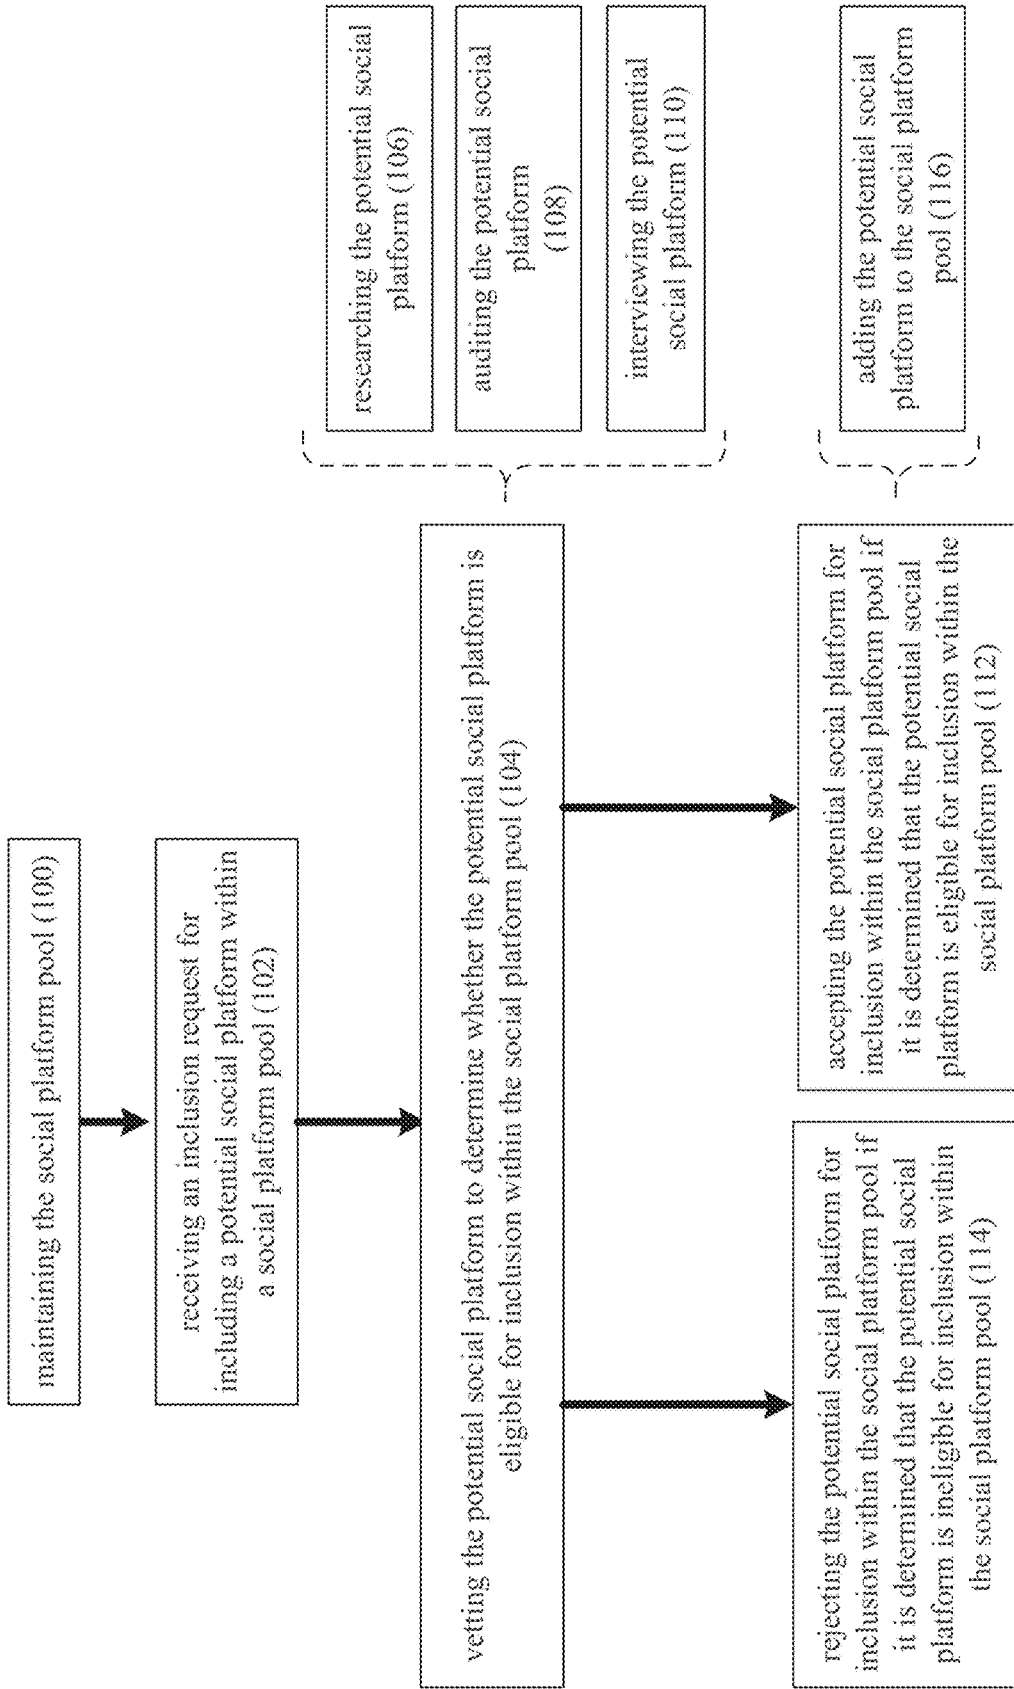 maintaining the social platform pool (100)
receiving an inclusion request for
including a potential social platform within
a social platform pool (102)
vetting the potential social platform to determine whether the potential social platform is
eligible for inclusion within the social platform pool (104)
researching the potential social
platform (106)
auditing the potential social
platform
(108)
interviewing the potential
social platform (110)
rejecting the potential social platform for
inclusion within the social platform pool if
it is determined that the potential social
platform is ineligible for inclusion within
the social platform pool (114)
accepting the potential social platform for
inclusion within the social platform pool if
it is determined that the potential social
platform is eligible for inclusion within the
social platform pool (112)
adding the potential social
platform to the social platform
pool (116)